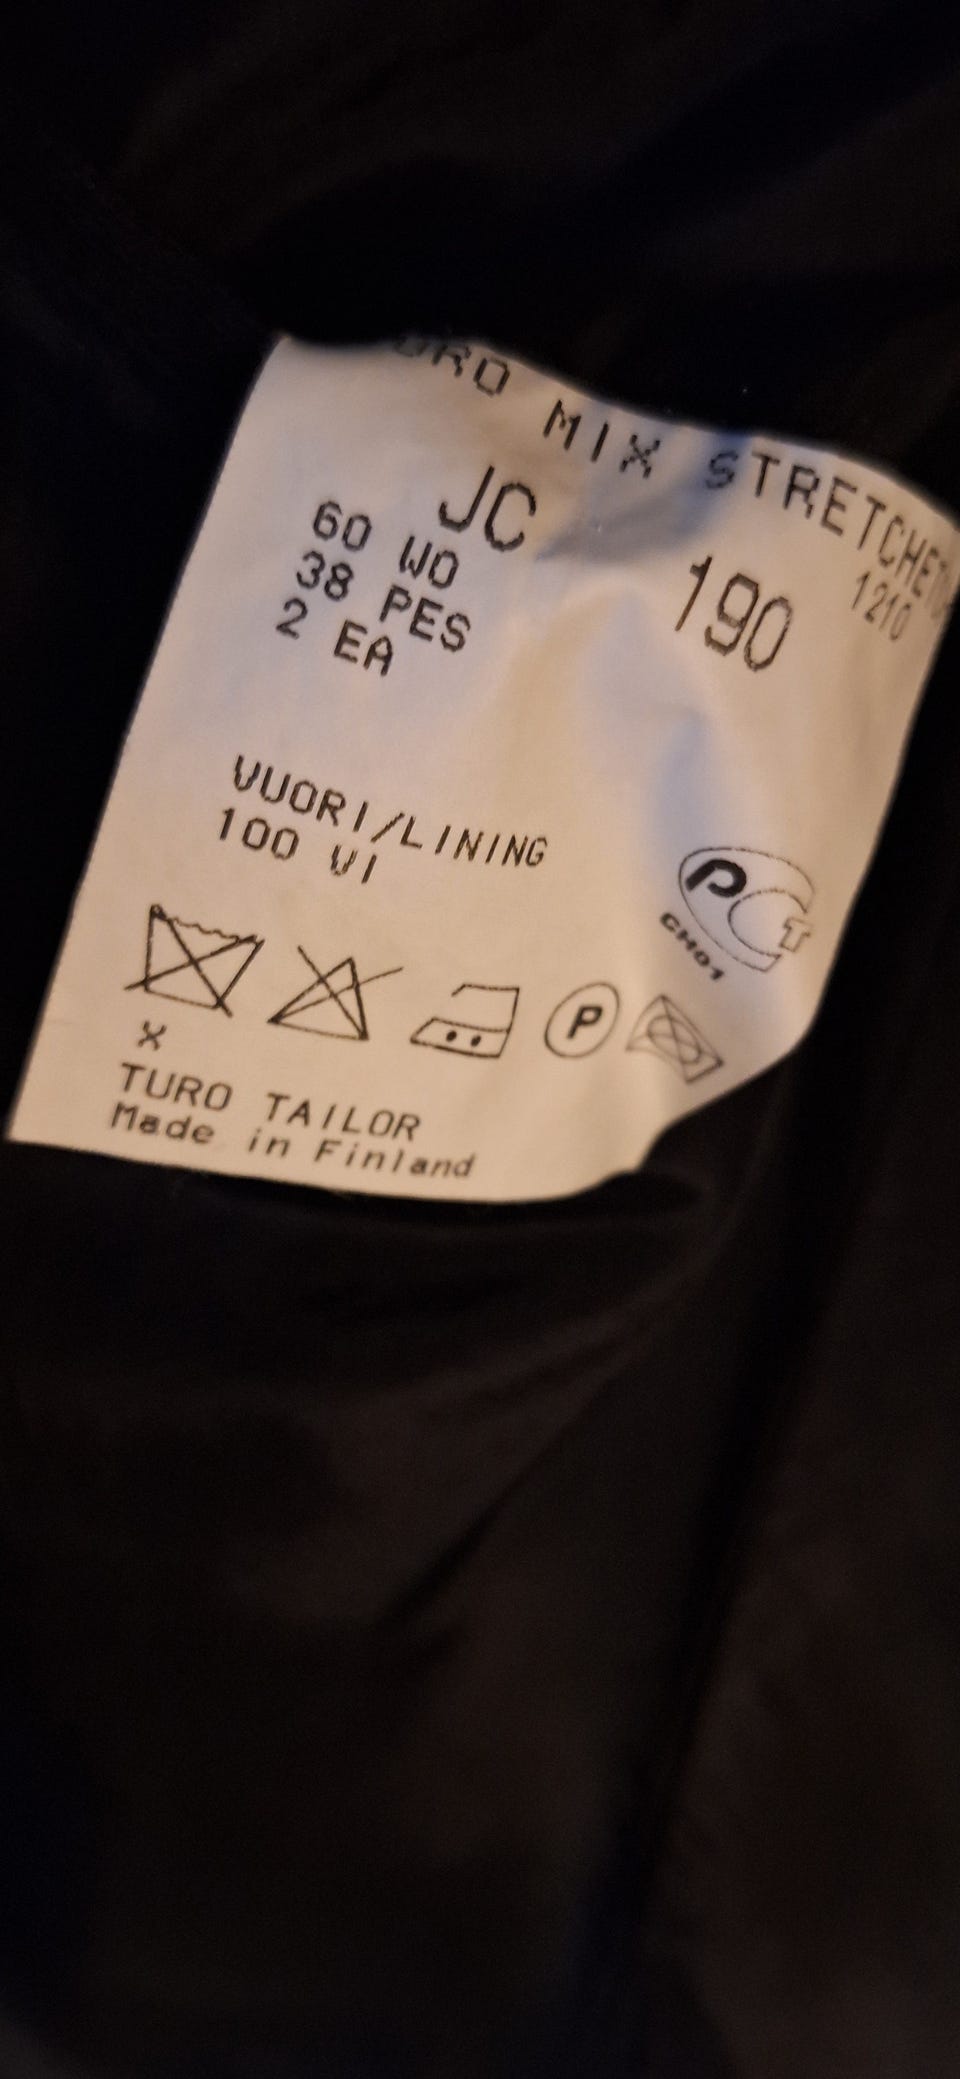 MIX STRETCH
1210
JC 190
60 WO
38 PES
2 EA
VUORI/LINING
100 VI
PCT
CH01
P
X
TURO TAILOR
Made in Finland